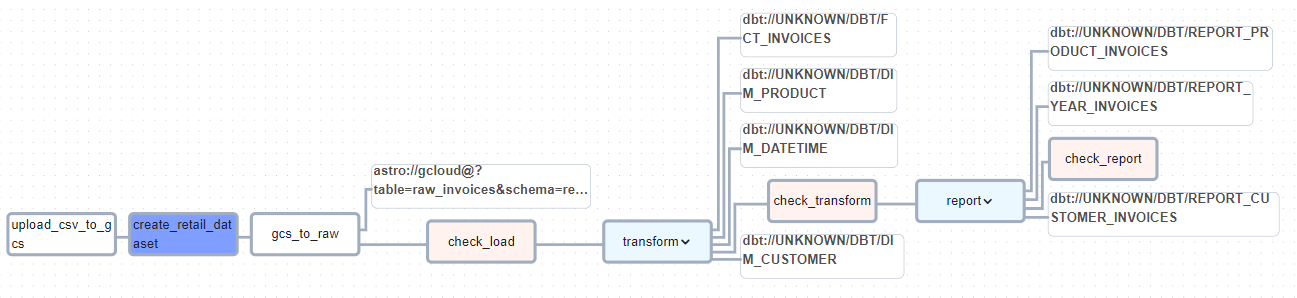 upload_csv_to_g
cs
create_retail_dat
aset
gcs_to_raw
astro://gcloud@?
table=raw_invoices&schema=re...
check_load
transform
dbt://UNKNOWN/DBT/F
CT_INVOICES
dbt://UNKNOWN/DBT/DI
M_PRODUCT
dbt://UNKNOWN/DBT/DI
M_DATETIME
check_transform
dbt://UNKNOWN/DBT/DI
M_CUSTOMER
report
dbt://UNKNOWN/DBT/REPORT_PR
ODUCT_INVOICES
dbt://UNKNOWN/DBT/REPORT_
YEAR_INVOICES
check_report
dbt://UNKNOWN/DBT/REPORT_CU
STOMER_INVOICES